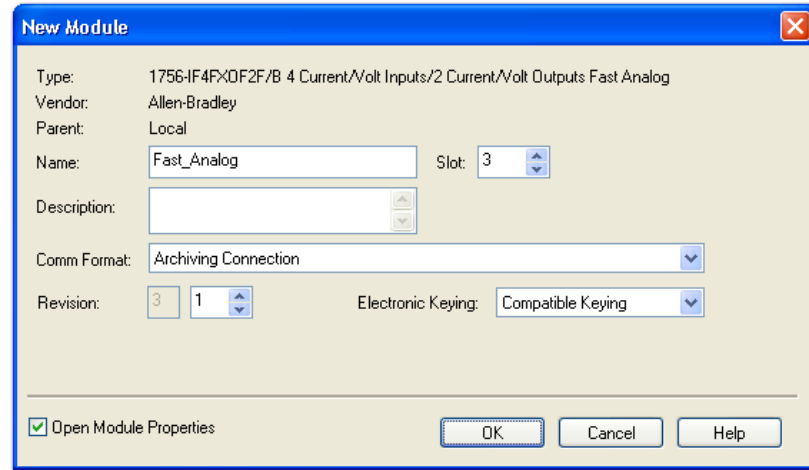 New Module
Type: 1756-IF4FXOF2F/B 4 Current/Volt Inputs/2 Current/Volt Outputs Fast Analog
Vendor: Allen-Bradley
Parent: Local
Name: Fast_Analog Slot: 3
Description:
Comm Format: Archiving Connection
Revision: 3 1 Electronic Keying: Compatible Keying
Open Module Properties OK Cancel Help